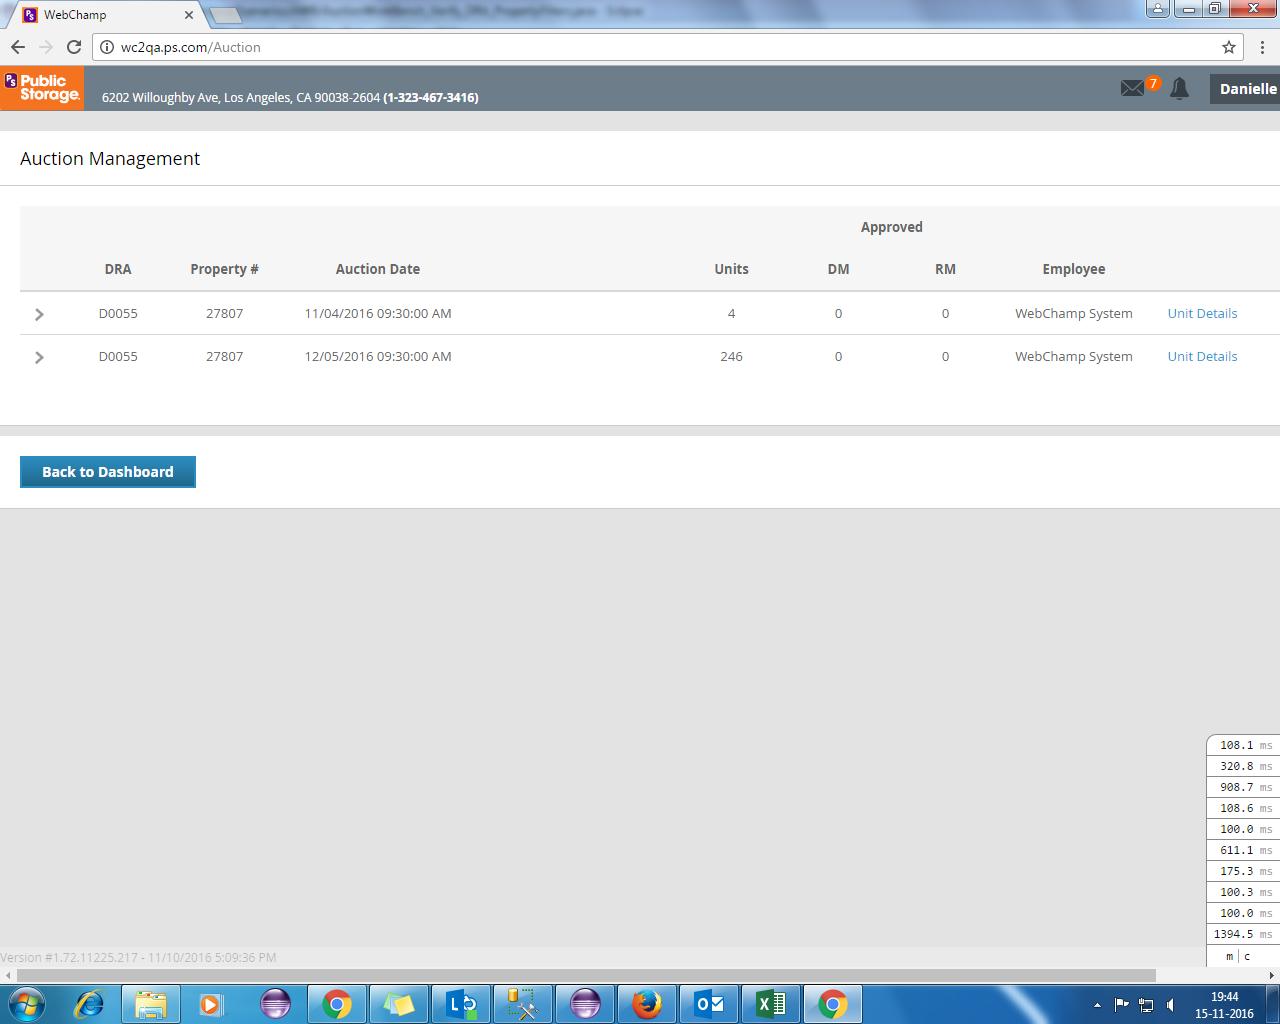 WebChamp
wc2qa.ps.com/Auction
PS Public Storage.
6202 Willoughby Ave, Los Angeles, CA 90038-2604 (1-323-467-3416)
7
Danielle
Auction Management
Approved
DRA Property # Auction Date Units DM RM Employee
D0055 27807 11/04/2016 09:30:00 AM 4 0 0 WebChamp System Unit Details
D0055 27807 12/05/2016 09:30:00 AM 246 0 0 WebChamp System Unit Details
Back to Dashboard
108.1 ms
320.8 ms
908.7 ms
108.6 ms
100.0 ms
611.1 ms
175.3 ms
100.3 ms
100.0 ms
1394.5 ms
m | c
Version #1.72.11225.217 - 11/10/2016 5:09:36 PM
19:44
15-11-2016